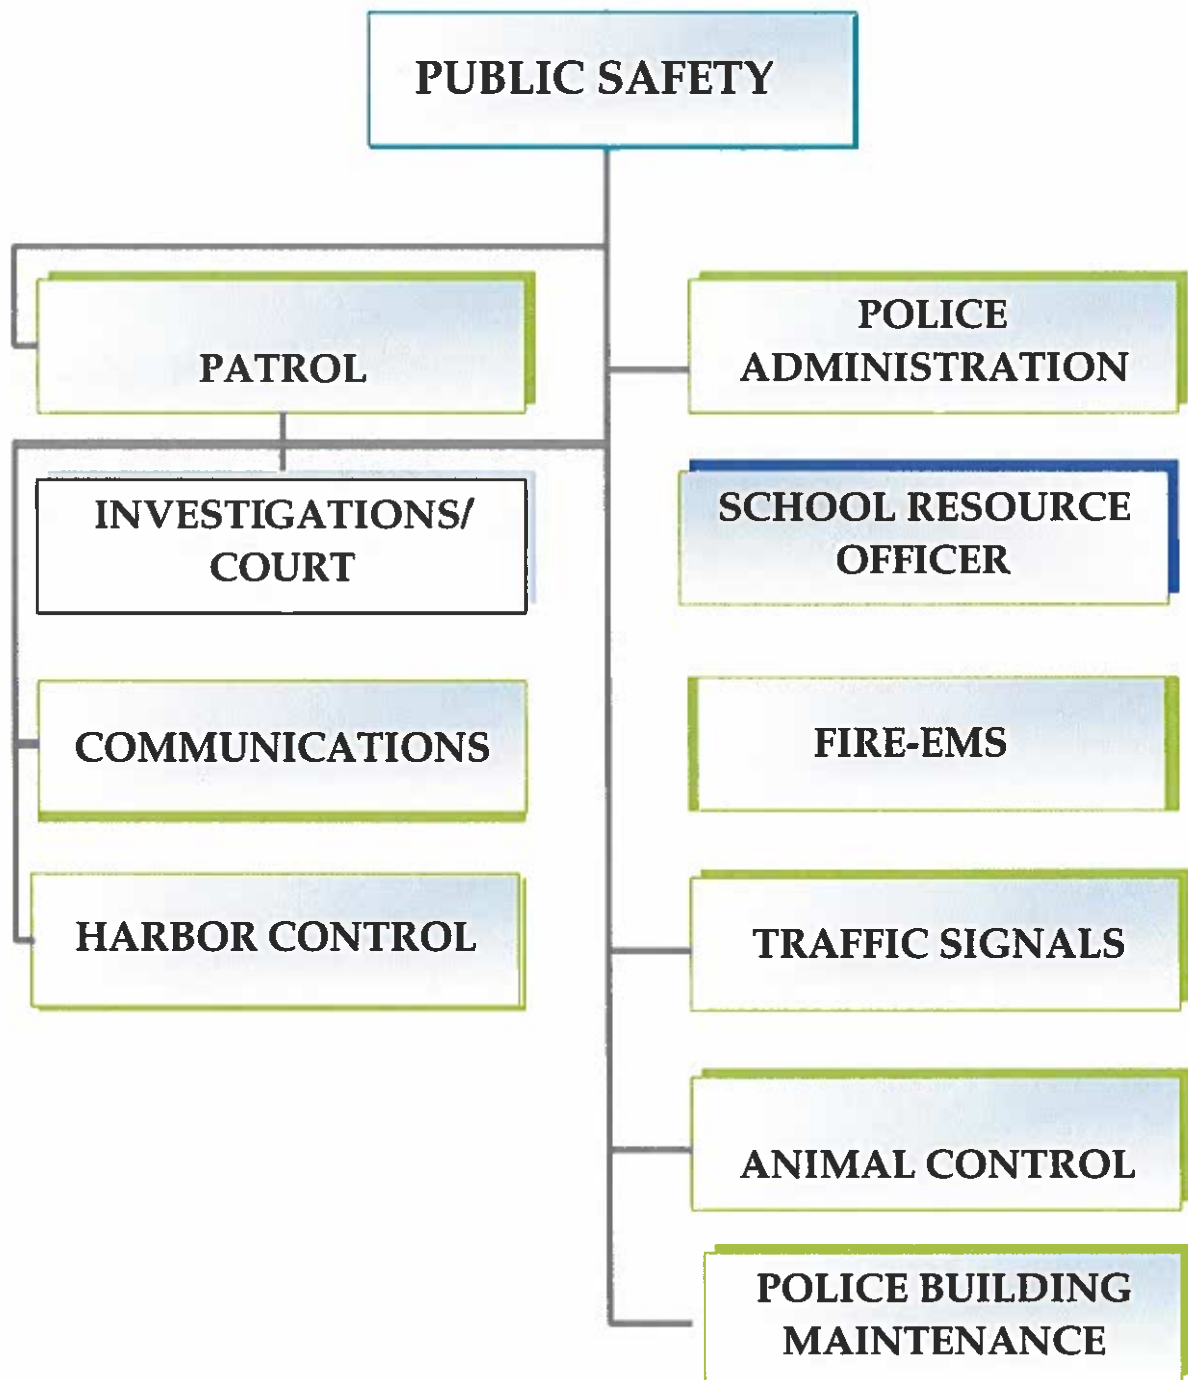 PUBLIC SAFETY
PATROL
POLICE
ADMINISTRATION
INVESTIGATIONS/
COURT
SCHOOL RESOURCE
OFFICER
COMMUNICATIONS
FIRE-EMS
HARBOR CONTROL
TRAFFIC SIGNALS
ANIMAL CONTROL
POLICE BUILDING
MAINTENANCE